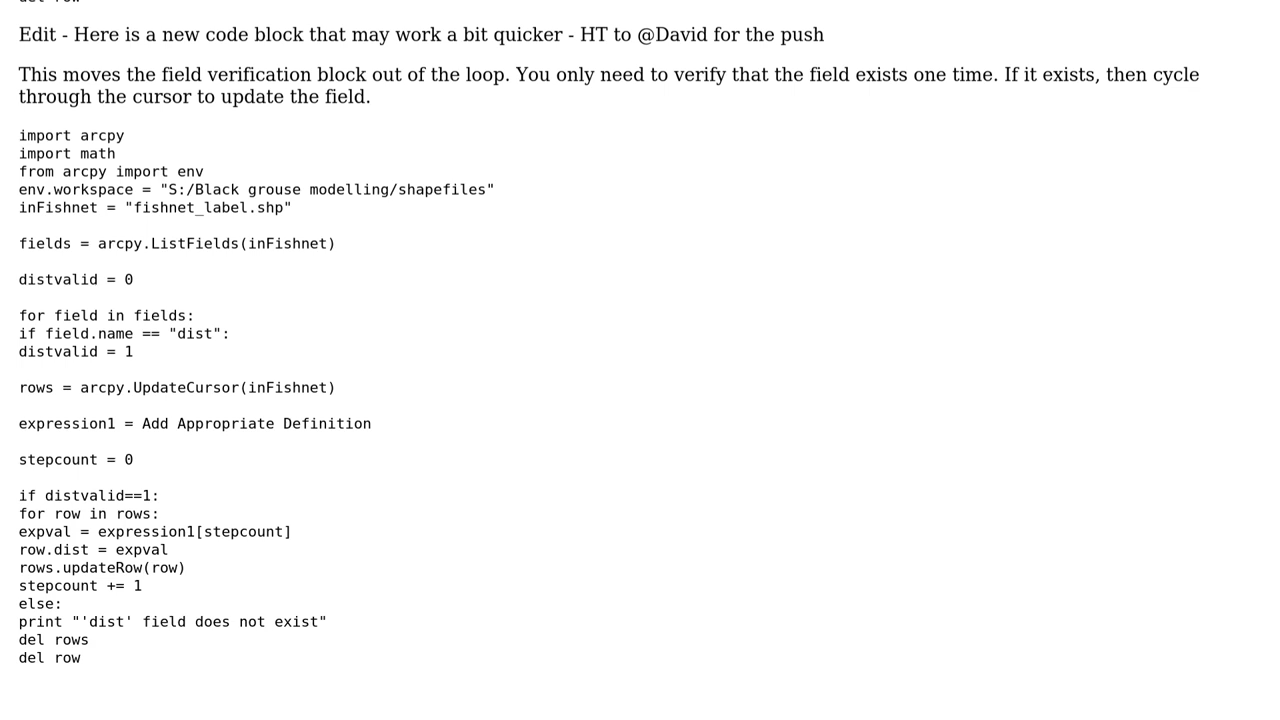 Edit - Here is a new code block that may work a bit quicker - HT to @David for the push
This moves the field verification block out of the loop. You only need to verify that the field exists one time. If it exists, then cycle
through the cursor to update the field.
import arcpy
import math
from arcpy import env
env.workspace = "S:/Black grouse modelling/shapefiles"
inFishnet = "fishnet_label.shp"
fields = arcpy.ListFields(inFishnet)
distvalid = 0
for field in fields:
if field.name == "dist":
distvalid = 1
rows = arcpy.UpdateCursor(inFishnet)
expression1 = Add Appropriate Definition
stepcount = 0
if distvalid==1:
for row in rows:
expval = expression1[stepcount]
row.dist = expval
rows.updateRow(row)
stepcount += 1
else:
print "'dist' field does not exist"
del rows
del row